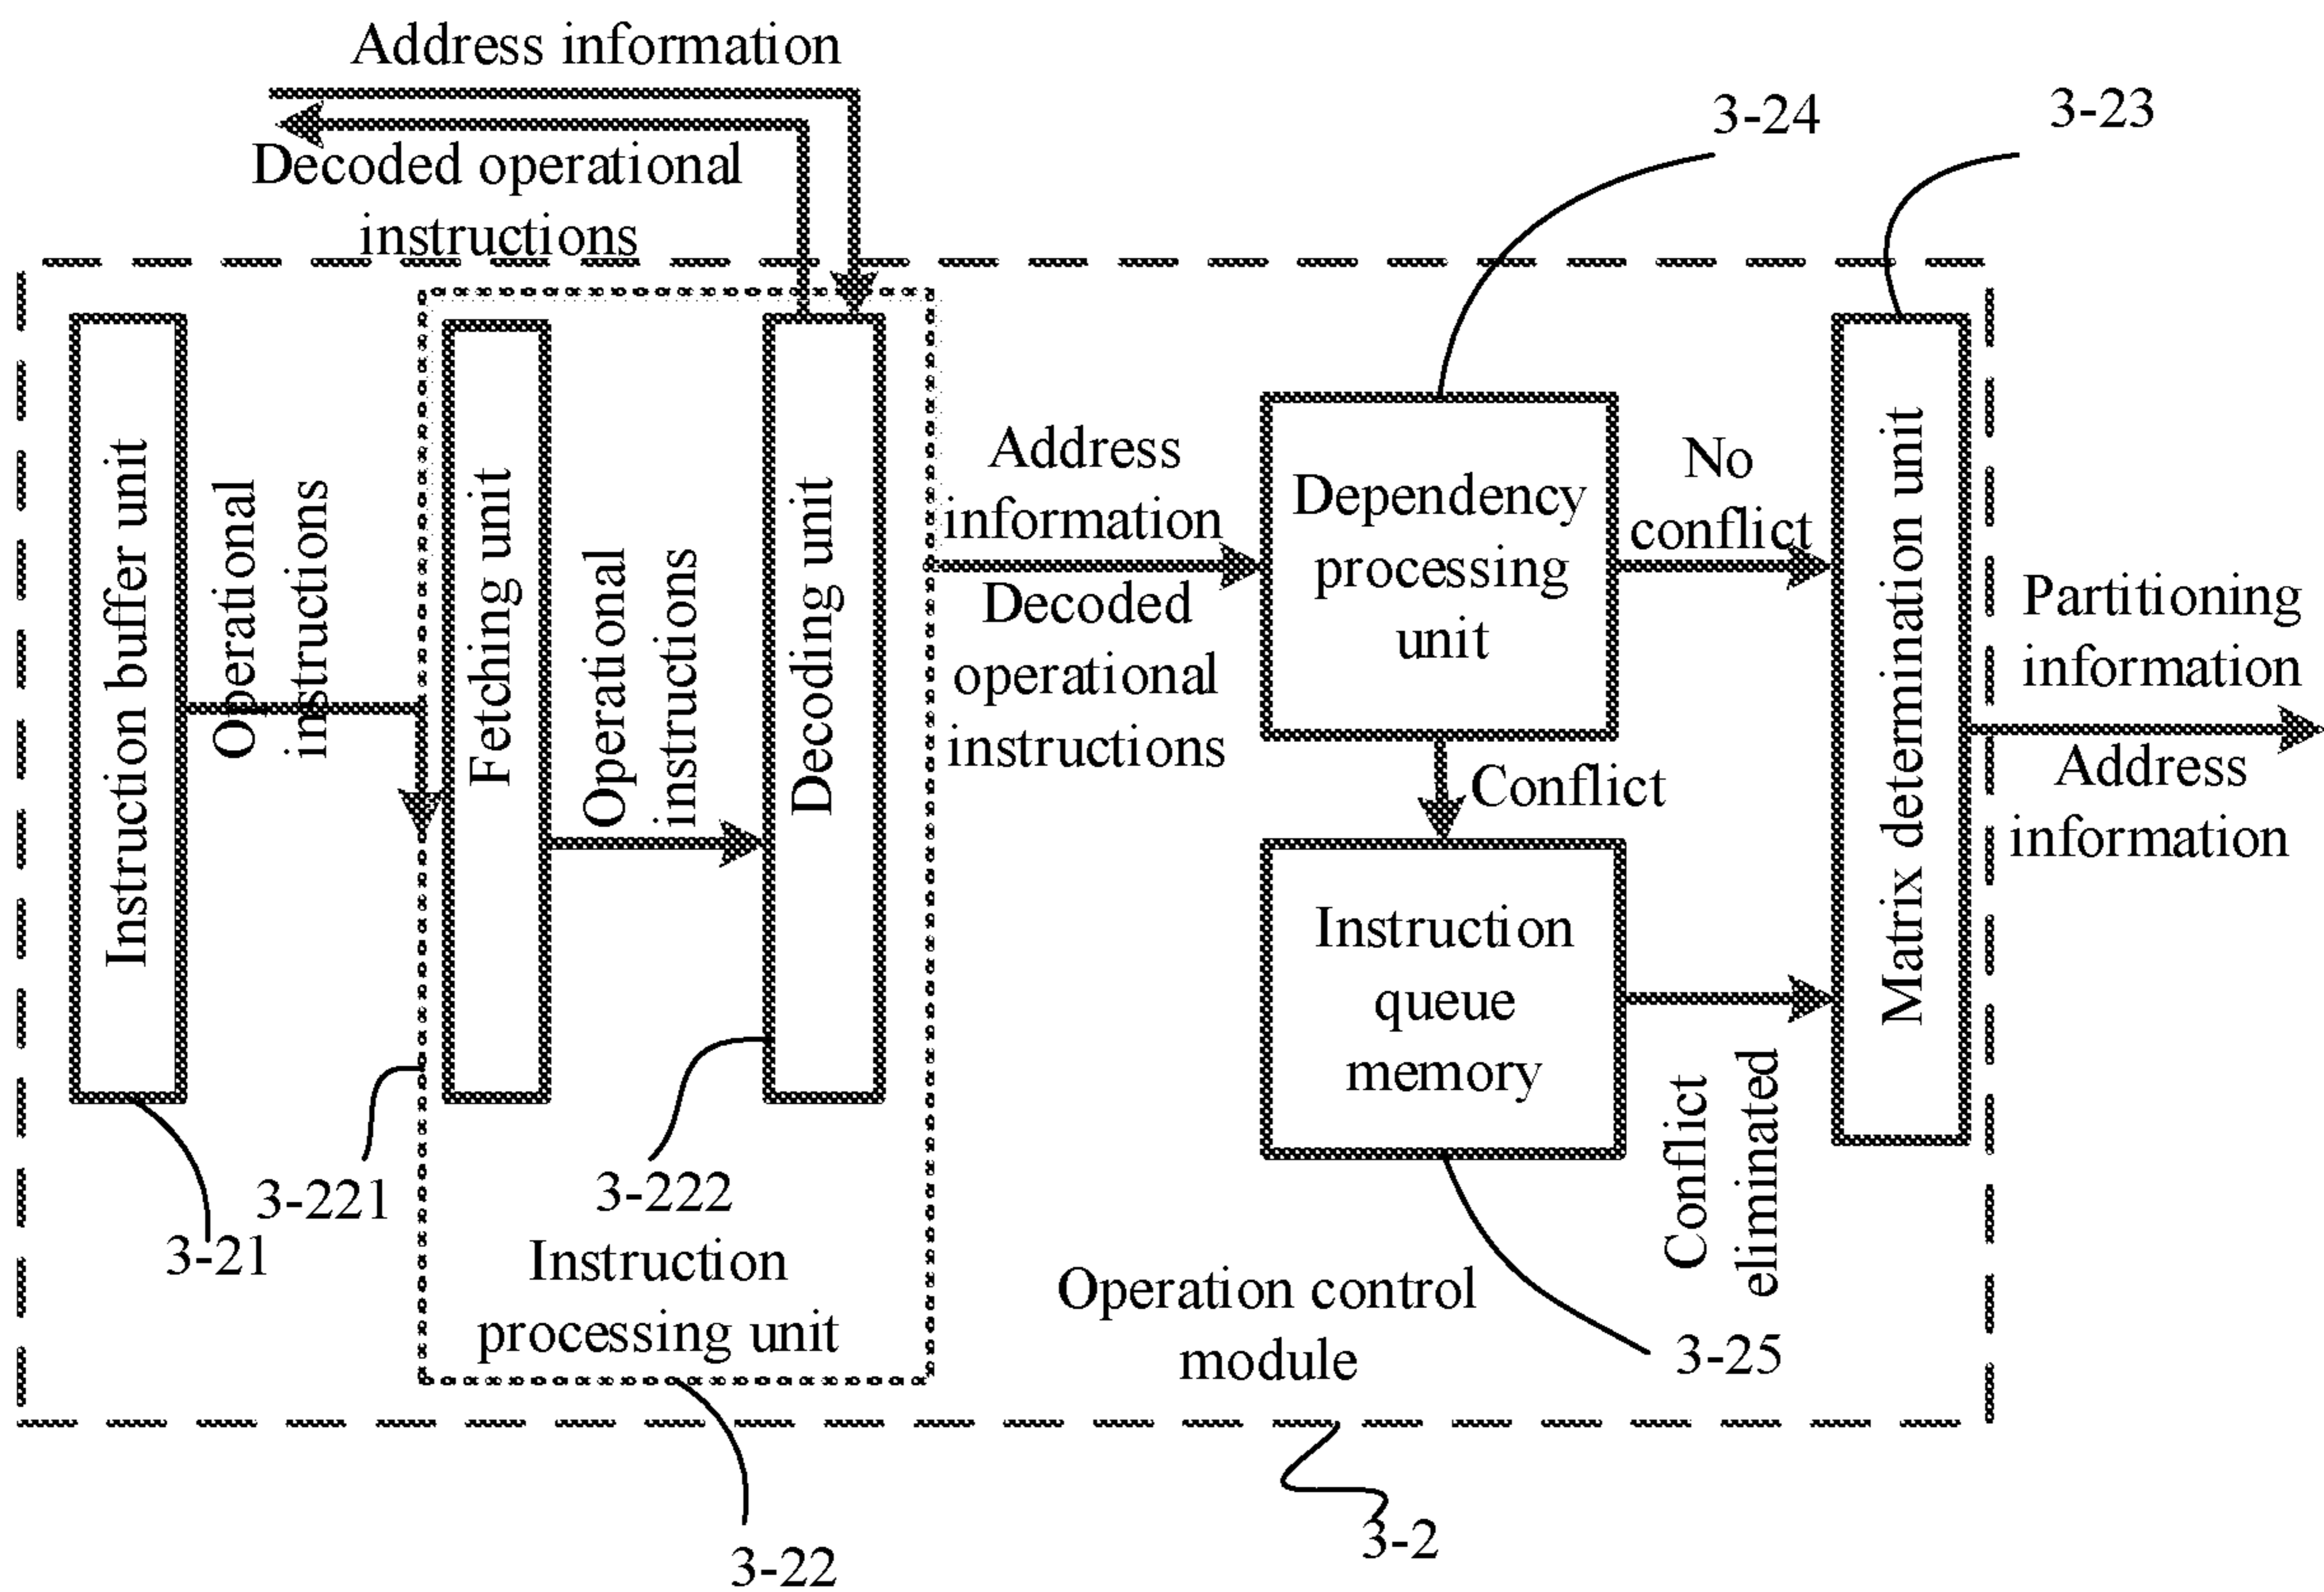 Address information
Decoded operational
instructions
3-24
3-23
Instruction buffer unit
Operational
instructions
Fetching unit
Operational
instructions
Decoding unit
Address
information
Decoded
operational
instructions
Dependency
processing
unit
No
conflict
Conflict
Instruction
queue
memory
Conflict
eliminated
Matrix determination unit
Partitioning
information
Address
information
3-221
3-222
3-21
Instruction
processing unit
Operation control
module
3-25
3-22
3-2